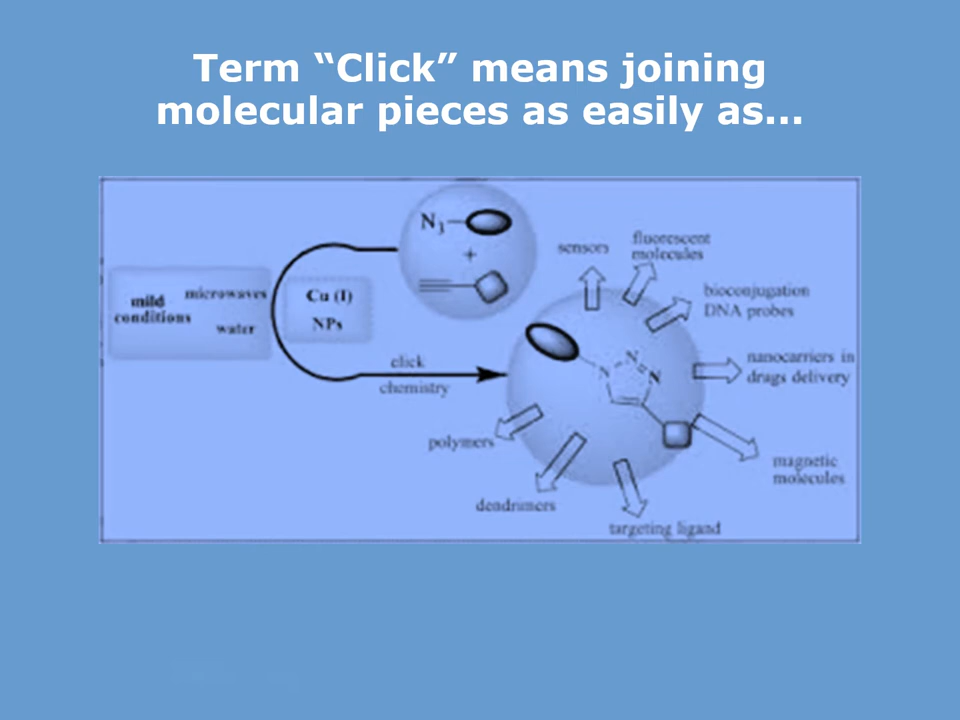 Term “Click” means joining
molecular pieces as easily as...
N3
+
sensors
fluorescent
molecules
mild
conditions
microwaves
water
Cu (I)
NPs
bioconjugation
DNA probes
click
chemistry
N
N
N
nanocarriers in
drugs delivery
polymers
magnetic
molecules
dendrimers
targeting ligand